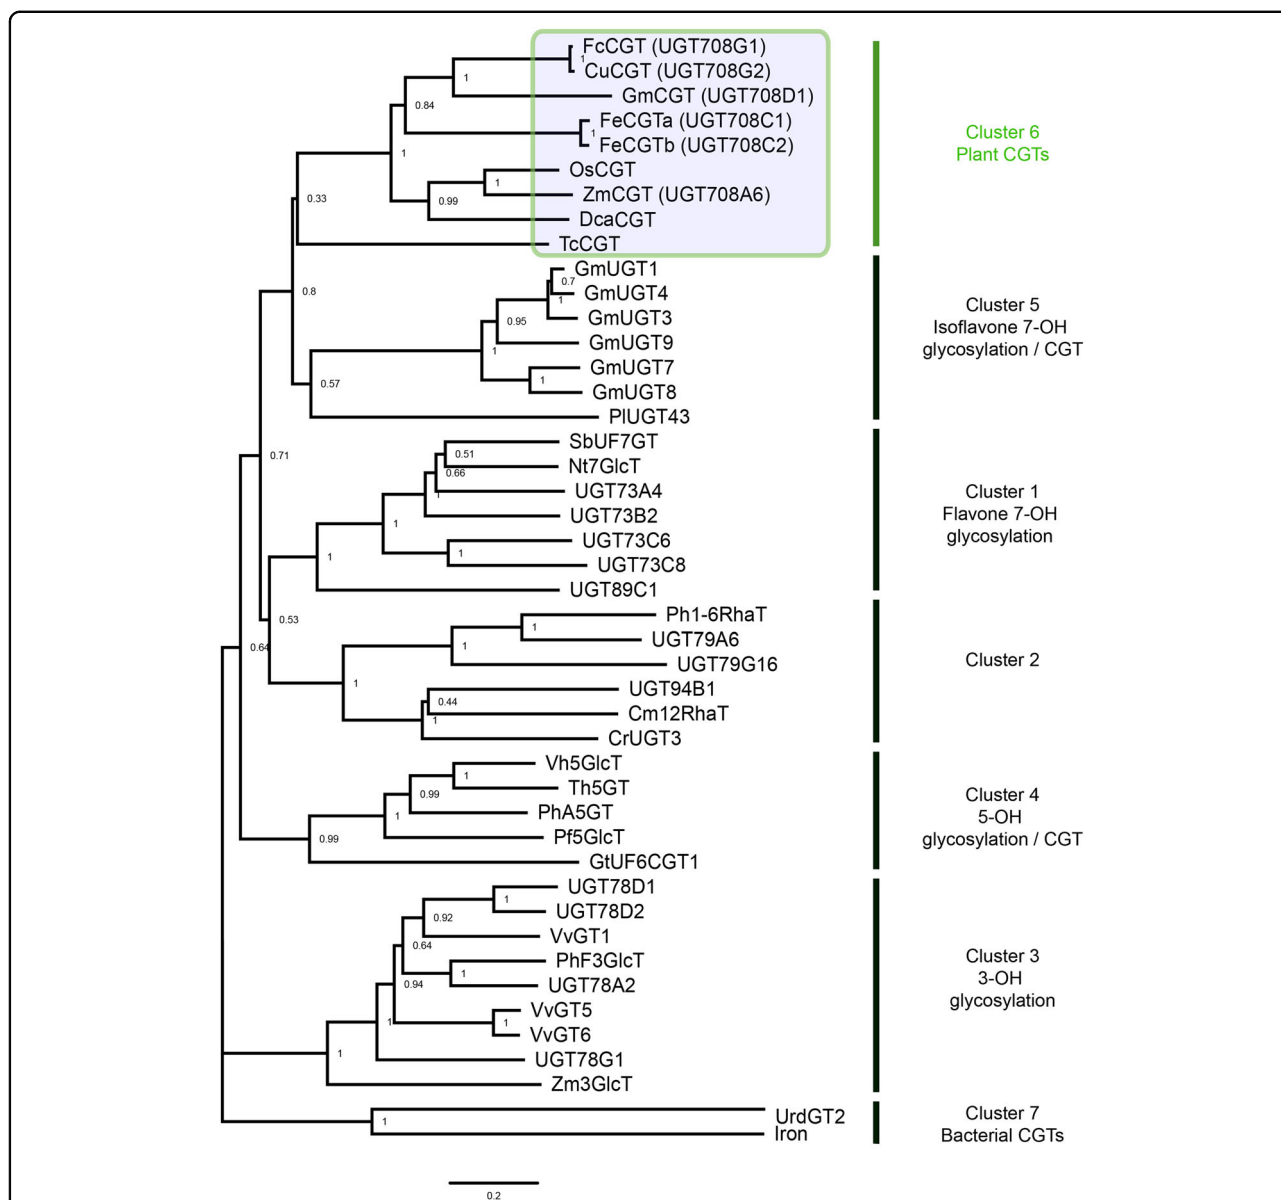 FcCGT (UGT708G1)
1
CuCGT (UGT708G2)
1
GmCGT (UGT708D1)
0.84
FeCGTa (UGT708C1)
1
FeCGTb (UGT708C2)
1
OsCGT
1
ZmCGT (UGT708A6)
0.99
0.33
DcaCGT
TcCGT
Cluster 6
Plant CGTs
GmUGT1
0.7
GmUGT4
1
0.8
GmUGT3
0.95
GmUGT9
1
GmUGT7
1
0.57
GmUGT8
PlUGT43
Cluster 5
Isoflavone 7-OH
glycosylation / CGT
SbUF7GT
0.51
0.71
Nt7GlcT
0.66
UGT73A4
1
UGT73B2
1
UGT73C6
1
1
UGT73C8
UGT89C1
Cluster 1
Flavone 7-OH
glycosylation
0.53
Ph1-6RhaT
1
UGT79A6
1
0.64
UGT79G16
1
UGT94B1
0.44
Cm12RhaT
1
CrUGT3
Cluster 2
Vh5GlcT
1
Th5GT
0.99
PhA5GT
1
Pf5GlcT
0.99
GtUF6CGT1
Cluster 4
5-OH
glycosylation / CGT
UGT78D1
1
UGT78D2
0.92
VvGT1
0.64
PhF3GlcT
1
0.94
UGT78A2
VvGT5
1
1
VvGT6
1
UGT78G1
Zm3GlcT
Cluster 3
3-OH
glycosylation
UrdGT2
1
Iron
Cluster 7
Bacterial CGTs
0.2